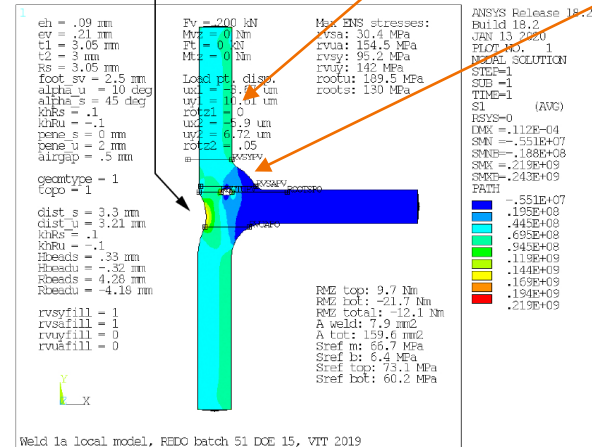 1
eh = .09 mm
ev = .21 mm
t1 = 3.05 mm
t2 = 3 mm
Rs = 3.05 mm
foot_sv = 2.5 mm
alpha_u = 10 deg
alpha_s = 45 deg
khRs = .1
khRu = -.1
pene_s = 0 mm
pene_u = 2 mm
airgap = .5 mm
geomtype = 2
topo = 1
dist_s = 3.3 mm
dist_u = 3.21 mm
khRs = .1
khRu = -.1
Hbeads = .33 mm
Hbeadu = -.32 mm
Rbeads = 4.28 mm
Rbeadu = -4.18 mm
rvsyfill = 1
rvsafill = 1
rvuyfill = 0
rvuafill = 0
Fv = 200 kN
Mvz = 0 Nm
Ft = 0 kN
Mtz = 0 Nm
Load pt. disp.
uy1 = 10.61 um
rotz1 = 0
ux2 = -5.9 um
uy2 = 6.72 um
rotz2 = .05
Max ENS stresses:
rvsa: 30.4 MPa
rvua: 154.5 MPa
rvsy: 95.2 MPa
rvuy: 142 MPa
rootu: 189.5 MPa
roots: 130 MPa
RVSYPV
RVSAPV
RMZ top: 9.7 Nm
RMZ bot: -21.7 Nm
RMZ total: -12.1 Nm
A weld: 7.9 mm2
A tot: 159.6 mm2
Sref m: 66.7 MPa
Sref b: 6.4 MPa
Sref top: 73.1 MPa
Sref bot: 60.2 MPa
Y
Z X
Weld 1a local model, REDO batch 51 DOE 15, VTT 2019
ANSYS Release 18.2
Build 18.2
JAN 13 2020
PLOT NO. 1
NODAL SOLUTION
STEP=1
SUB =1
TIME=1
S1 (AVG)
RSYS=0
DMX =.112E-04
SMN =-.551E+07
SMNB=-.188E+08
SMX =.219E+09
SMXB=.243E+09
PATH
-.551E+07
.195E+08
.445E+08
.695E+08
.945E+08
.119E+09
.144E+09
.169E+09
.194E+09
.219E+09